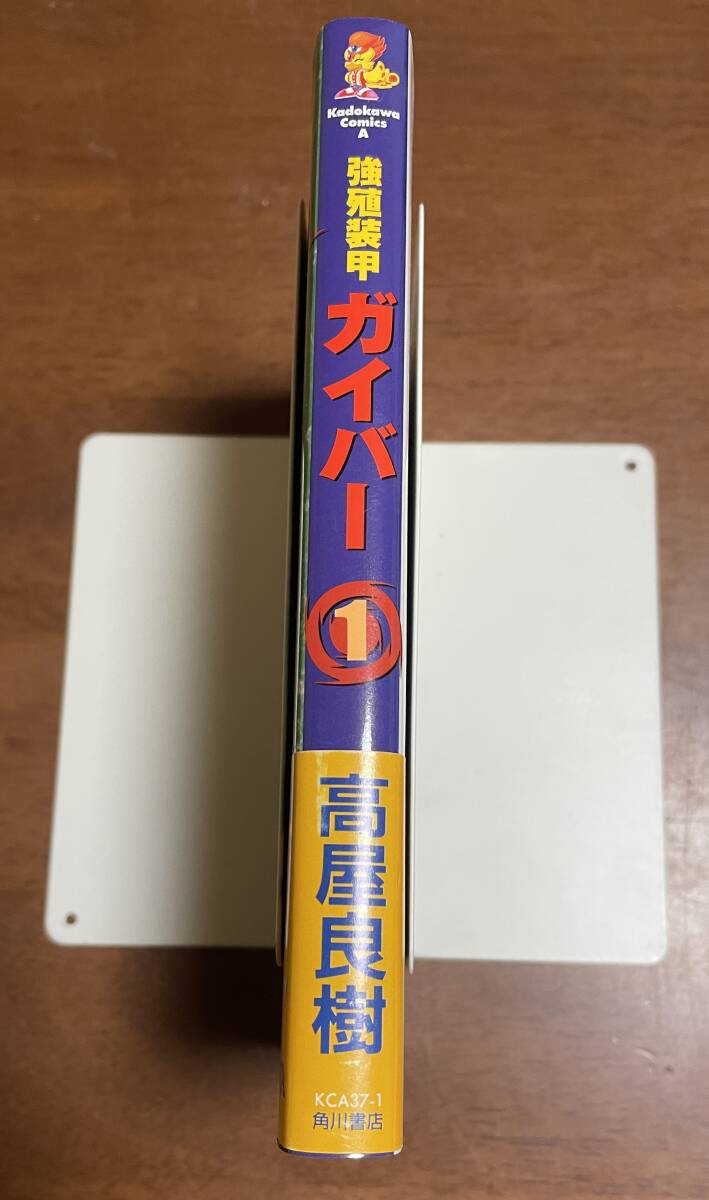 Kadokawa
Comics
A
強殖装甲
ガイバー
1
高屋良樹
KCA37-1
角川書店